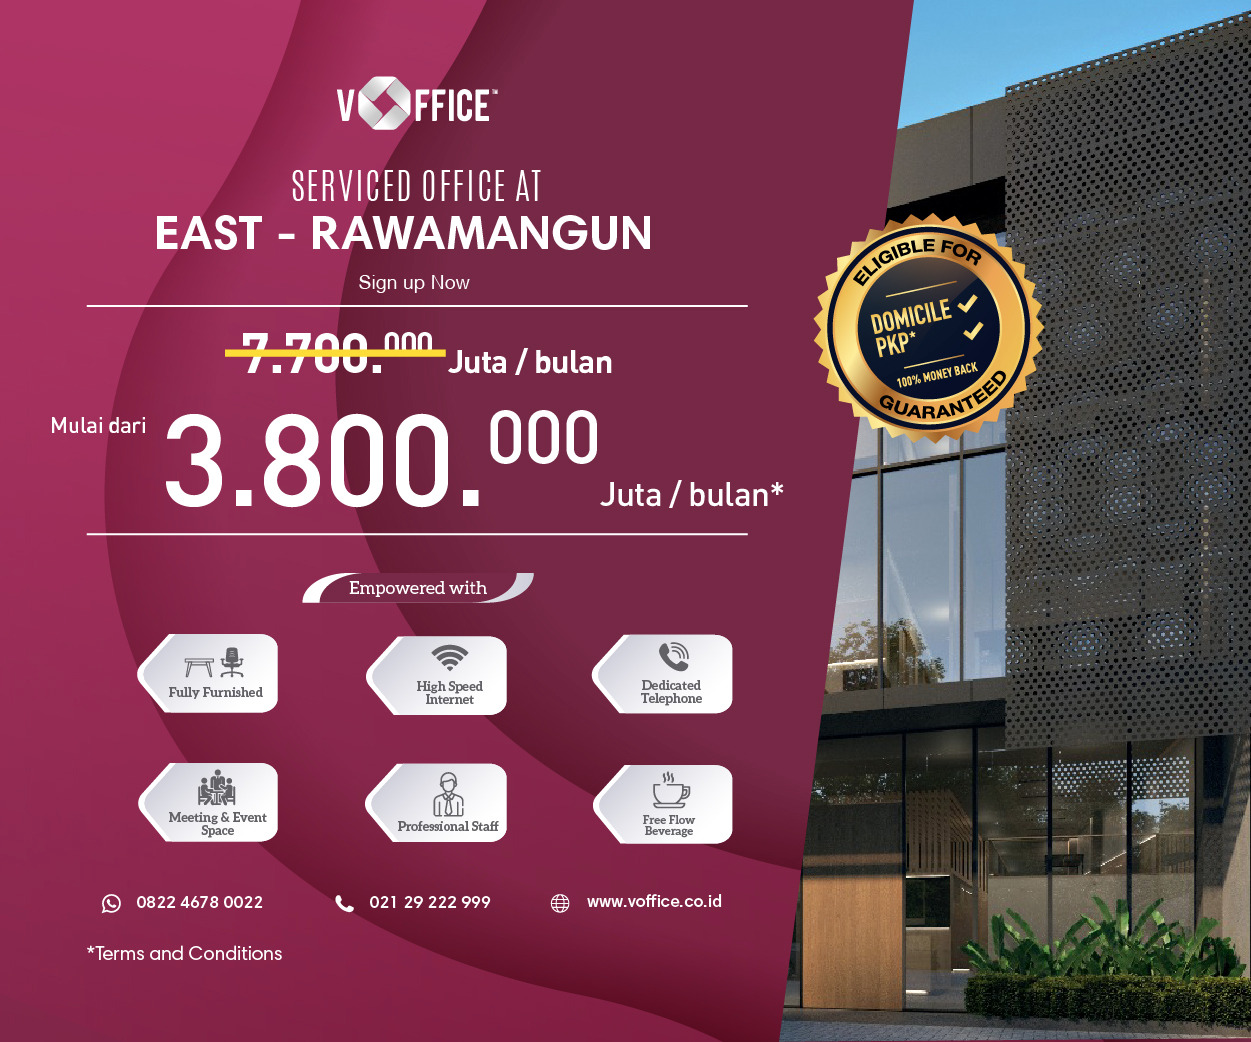 VOFFICE™
SERVICED OFFICE AT
EAST - RAWAMANGUN
Sign up Now
7.700.000 Juta / bulan
Mulai dari
3.800.000
Juta / bulan*
Empowered with
Fully Furnished
High Speed
Internet
Dedicated
Telephone
Meeting & Event
Space
Professional Staff
Free Flow
Beverage
0822 4678 0022
021 29 222 999
www.voffice.co.id
*Terms and Conditions
ELIGIBLE FOR
DOMICILE
PKP*
100% MONEY BACK
GUARANTEED